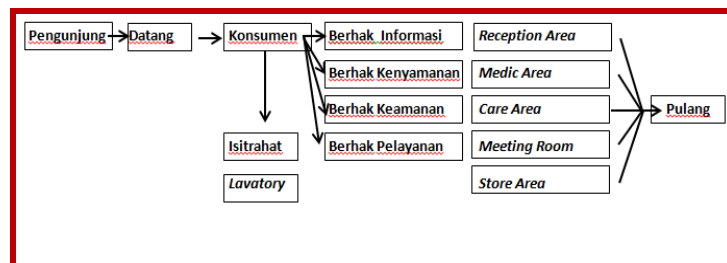 Pengunjung
Datang
Konsumen
Berhak Informasi
Reception Area
Berhak Kenyamanan
Medic Area
Berhak Keamanan
Care Area
Pulang
Isitrahat
Berhak Pelayanan
Meeting Room
Lavatory
Store Area